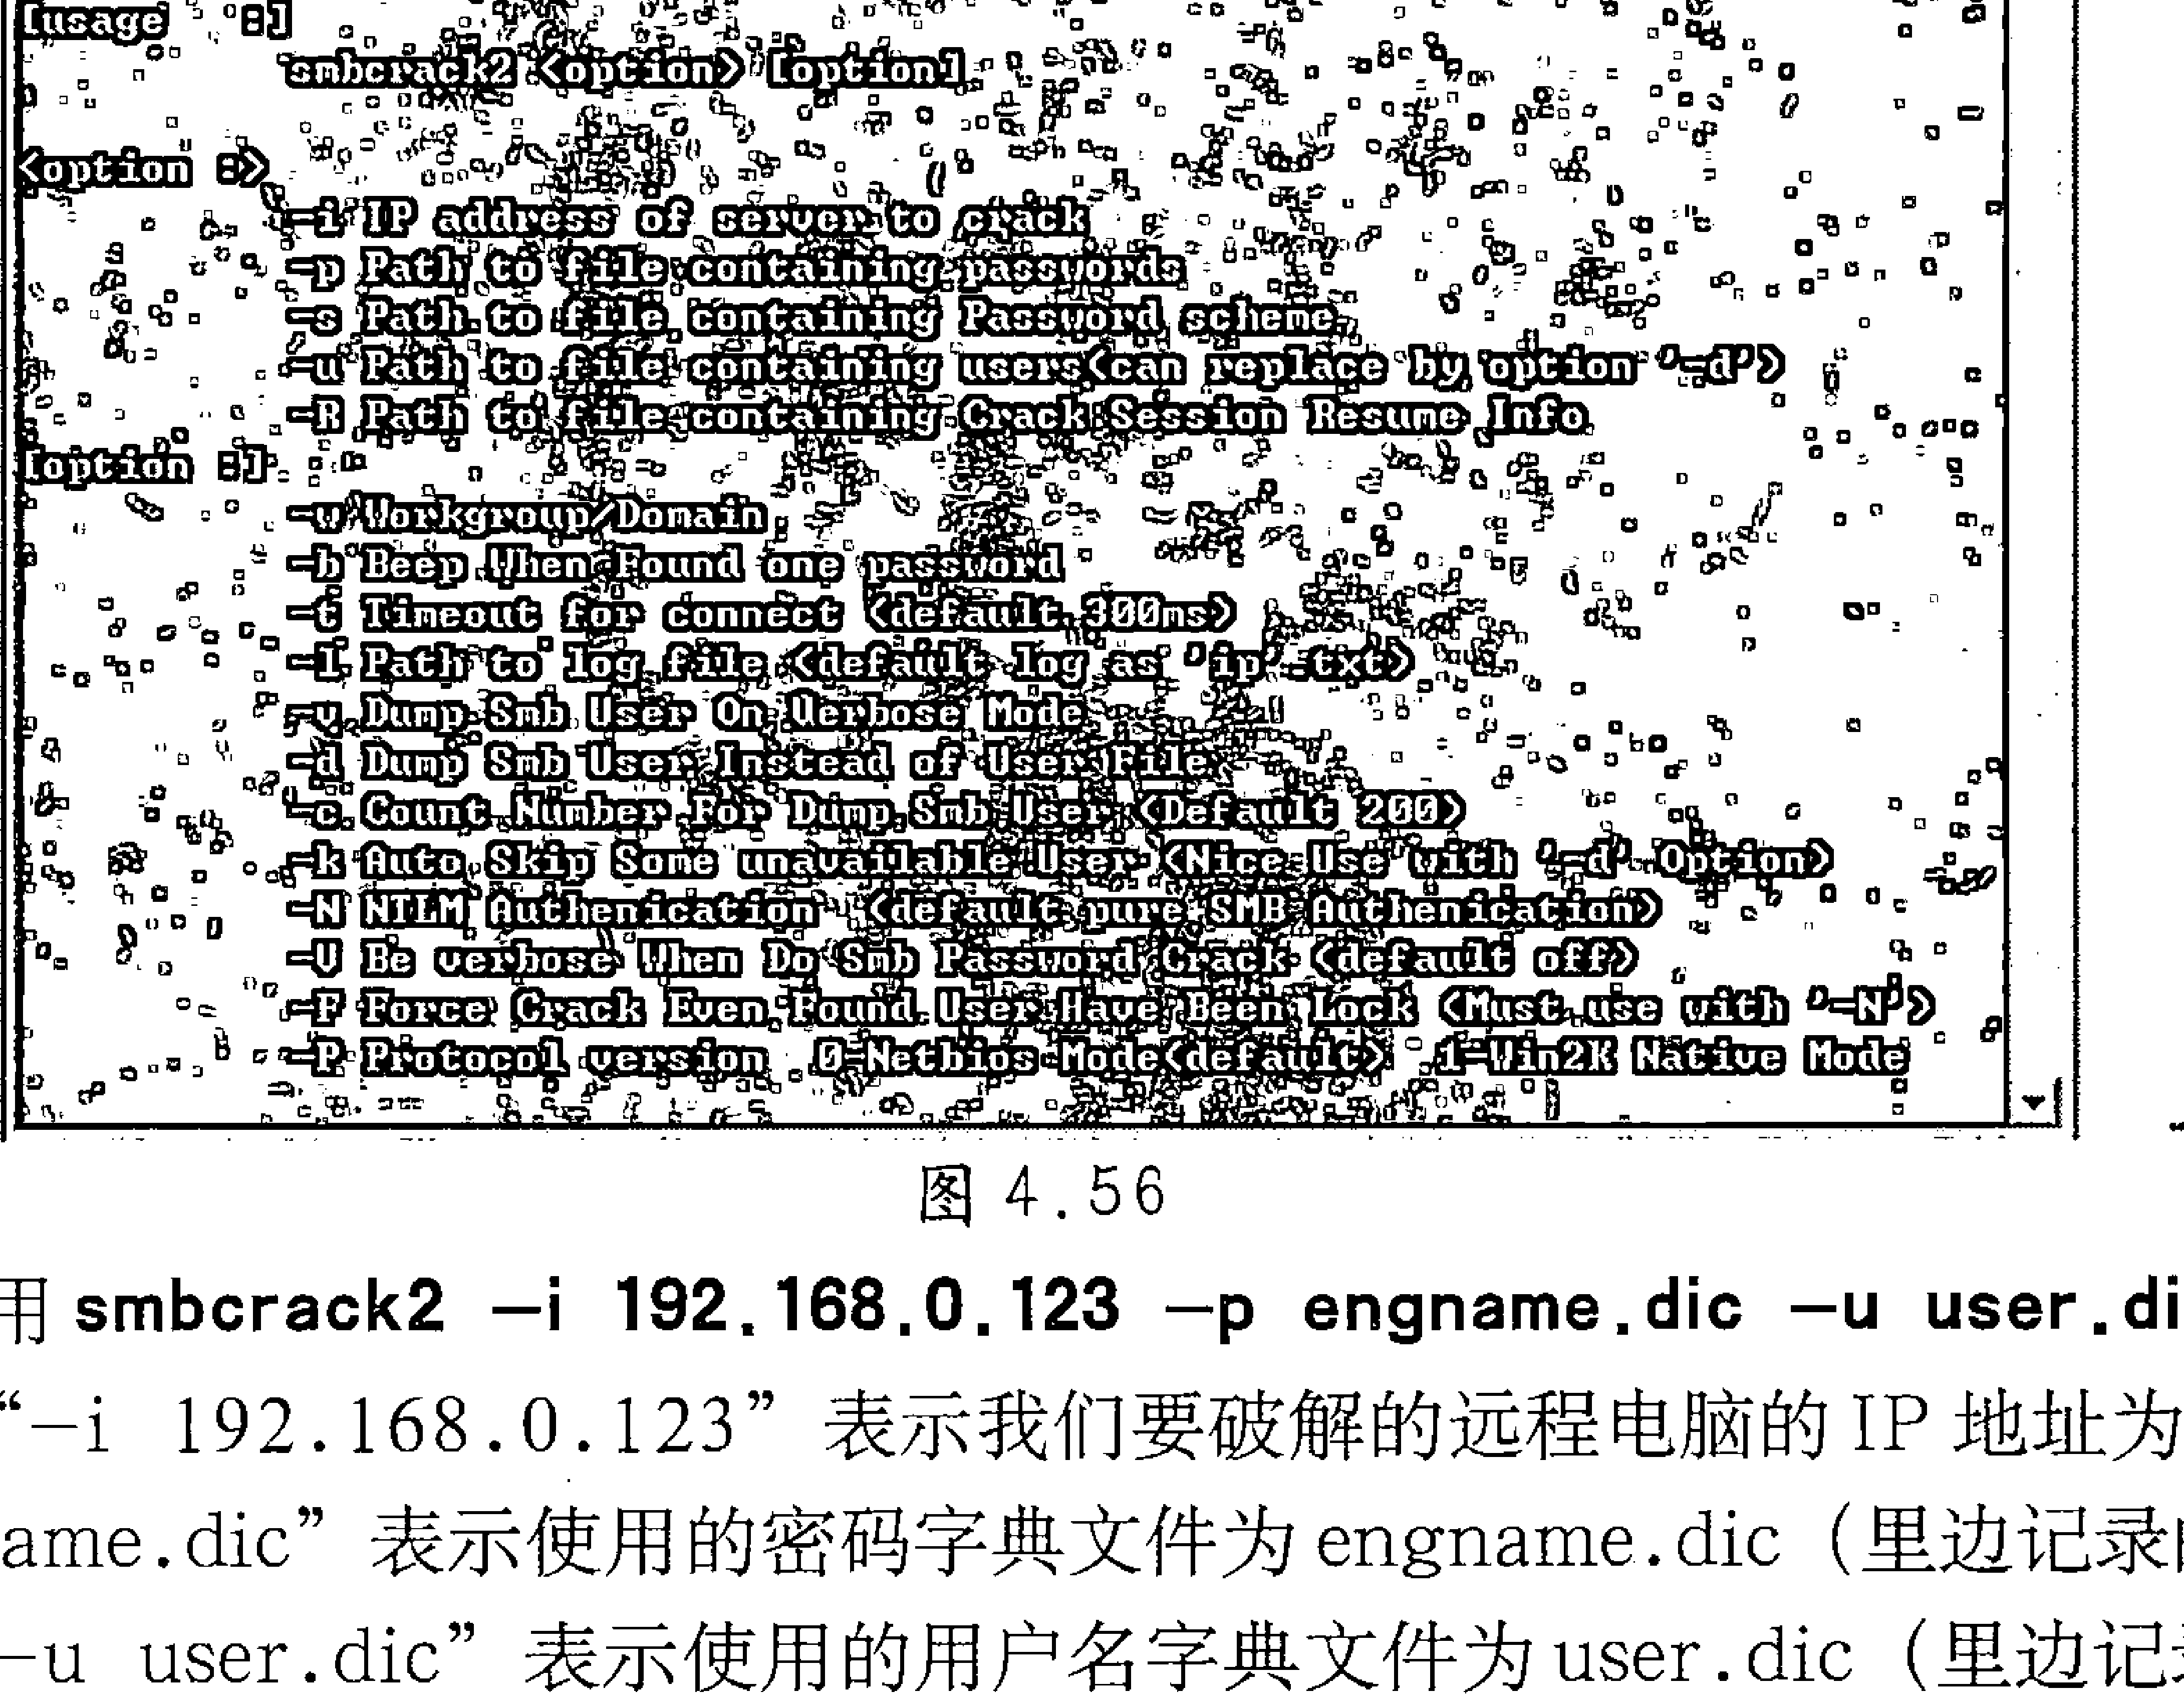 [usage   :]
smbcrack2 <option> [option]
<option :>
-i IP address of server to crack
-p Path to file containing passwords
-s Path to file containing Password scheme
-u Path to file containing users(can replace by option '-d')
-R Path to file containing Crack Session Resume Info
[option :]
-w Workgroup/Domain
-b Beep When Found one password
-t Timeout for connect <default 300ms>
-l Path to log file <default log as 'ip'.txt>
-v Dump Smb User On Verbose Mode
-d Dump Smb User Instead of User File
-c Count Number For Dump Smb User <Default 200>
-k Auto Skip Some unavailable User <Nice Use with '-d' Option>
-N NTLM Authenication  <default pure SMB Authenication>
-V Be verbose When Do Smb Password Crack <default off>
-F Force Crack Even Found User Have Been Lock <Must use with '-N'>
-P Protocol version  0-Netbios Mode<default>  1-Win2K Native Mode
图 4.56
用 smbcrack2 —i 192.168.0.123 —p engname.dic —u user.di
“—i 192.168.0.123” 表示我们要破解的远程电脑的 IP 地址为
ame.dic” 表示使用的密码字典文件为 engname.dic（里边记录
—u user.dic” 表示使用的用户名字典文件为 user.dic（里边记